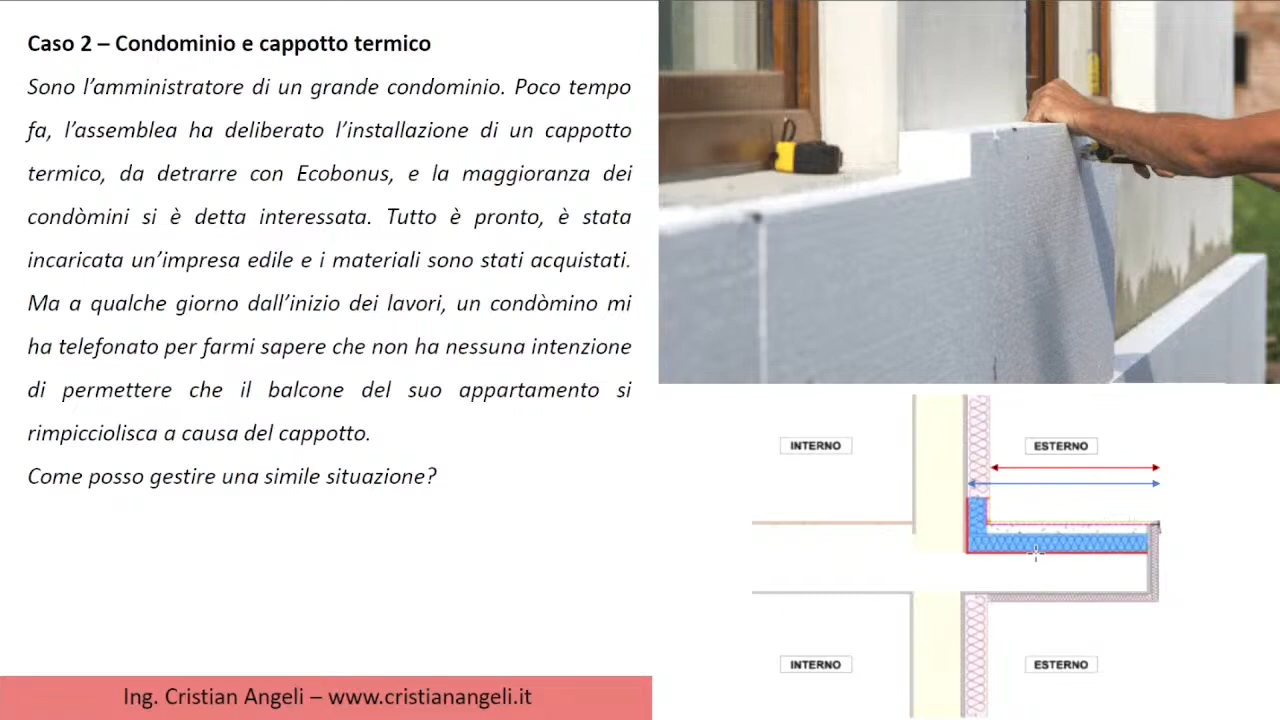 Caso 2 – Condominio e cappotto termico
Sono l’amministratore di un grande condominio. Poco tempo
fa, l’assemblea ha deliberato l’installazione di un cappotto
termico, da detrarre con Ecobonus, e la maggioranza dei
condòmini si è detta interessata. Tutto è pronto, è stata
incaricata un’impresa edile e i materiali sono stati acquistati.
Ma a qualche giorno dall’inizio dei lavori, un condòmino mi
ha telefonato per farmi sapere che non ha nessuna intenzione
di permettere che il balcone del suo appartamento si
rimpicciolisca a causa del cappotto.
Come posso gestire una simile situazione?
INTERNO
ESTERNO
INTERNO
ESTERNO
Ing. Cristian Angeli – www.cristianangeli.it